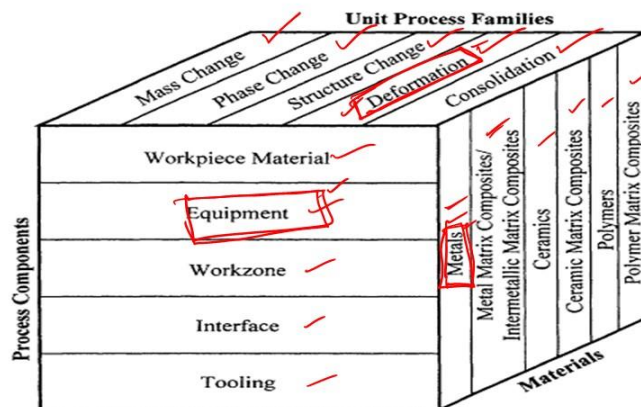 Unit Process Families
Mass Change
Phase Change
Structure Change
Deformation
Consolidation
Process Components
Workpiece Material
Equipment
Workzone
Interface
Tooling
Metals
Metal Matrix Composites/
Intermetallic Matrix Composites
Ceramics
Ceramic Matrix Composites
Polymers
Polymer Matrix Composites
Materials